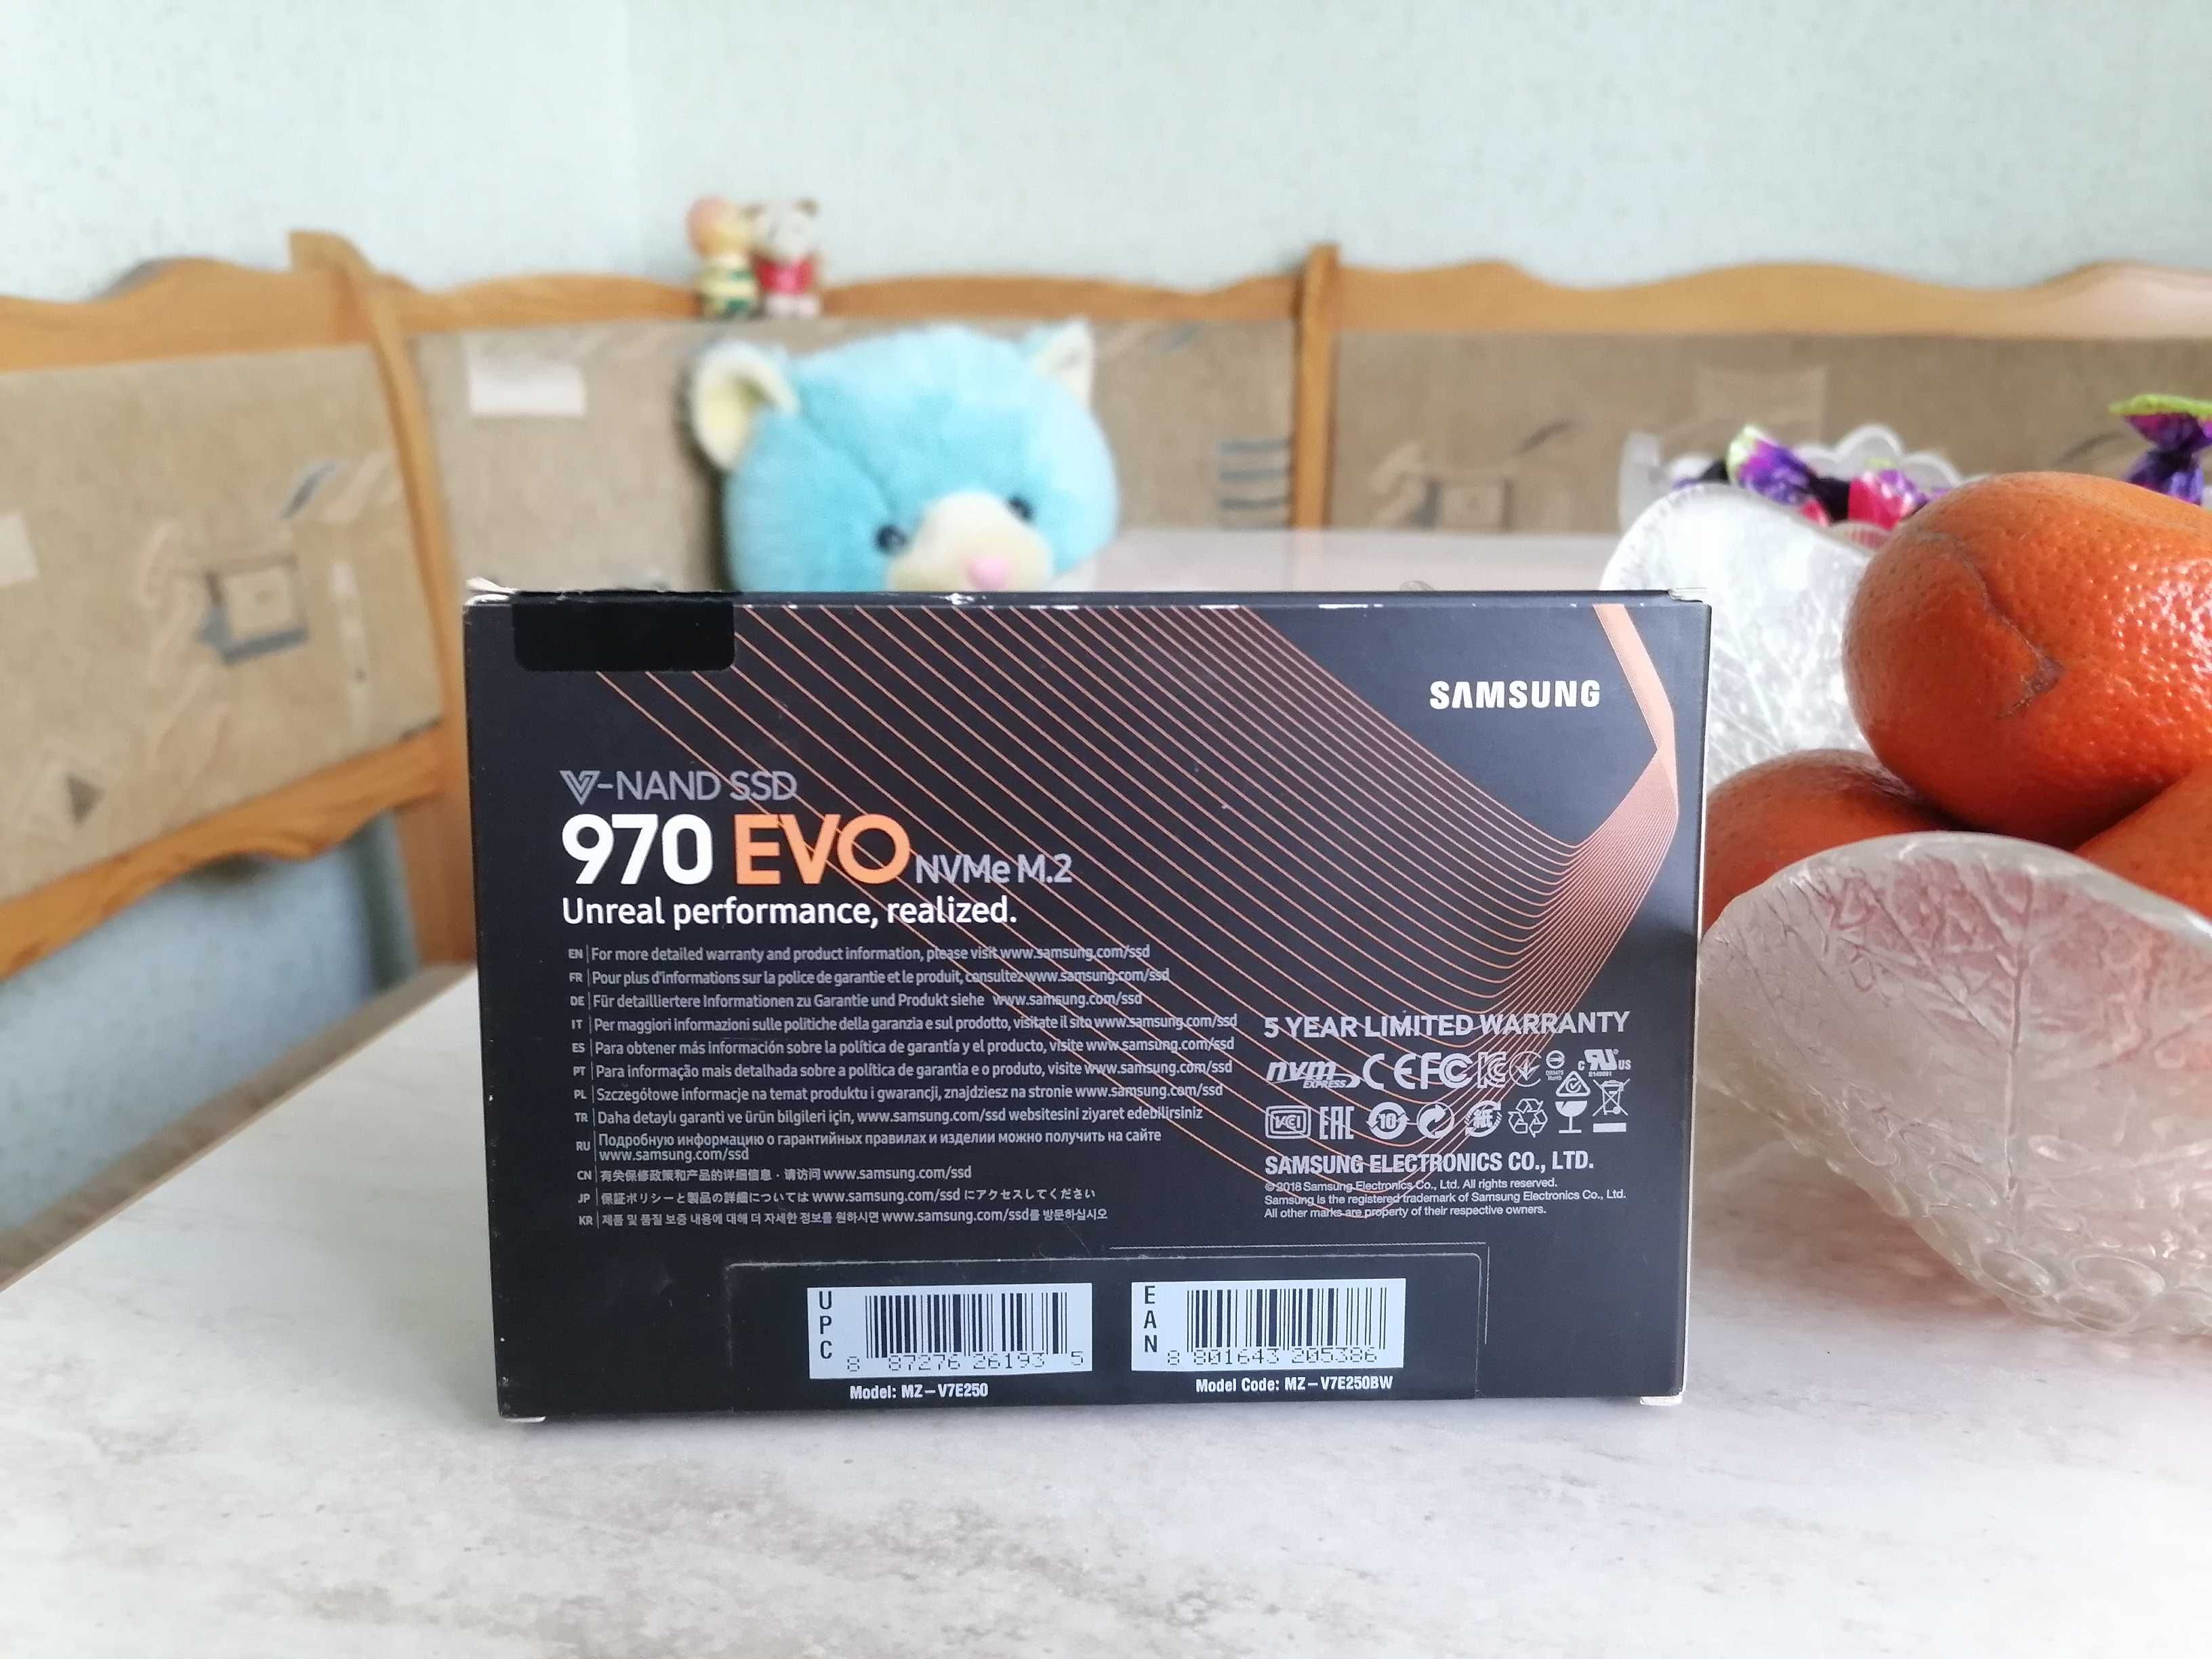 SAMSUNG
V-NAND SSD
970 EVO NVMe M.2
Unreal performance, realized.
EN For more detailed warranty and product information, please visit www.samsung.com/ssd
FR Pour plus d'informations sur la police de garantie et le produit, consultez www.samsung.com/ssd
DE Für detailliertere Informationen zu Garantie und Produkt siehe www.samsung.com/ssd
IT Per maggiori informazioni sulle politiche della garanzia e sul prodotto, visitate il sito www.samsung.com/ssd
ES Para obtener más información sobre la política de garantía y el producto, visite www.samsung.com/ssd
PT Para informação mais detalhada sobre a política de garantia e o produto, visite www.samsung.com/ssd
PL Szczegółowe informacje na temat produktu i gwarancji, znajdziesz na stronie www.samsung.com/ssd
TR Daha detaylı garanti ve ürün bilgileri için, www.samsung.com/ssd websitesini ziyaret edebilirsiniz
RU Подробную информацию о гарантийных правилах и изделии можно получить на сайте
www.samsung.com/ssd
CN 有关保修政策和产品的详细信息，请访问 www.samsung.com/ssd
JP 保証ポリシーと製品の詳細については www.samsung.com/ssd にアクセスしてください
KR 제품 및 품질 보증 내용에 대해 더 자세한 정보를 원하시면 www.samsung.com/ssd를 방문하십시오
5 YEAR LIMITED WARRANTY
nvm EXPRESS CE FC c RU US
VCI EAC 10
SAMSUNG ELECTRONICS CO., LTD.
© 2018 Samsung Electronics Co., Ltd. All rights reserved.
Samsung is the registered trademark of Samsung Electronics Co., Ltd.
All other marks are property of their respective owners.
UPC
8 87276 26193 5
Model: MZ-V7E250
EAN
8 801643 205386
Model Code: MZ-V7E250BW